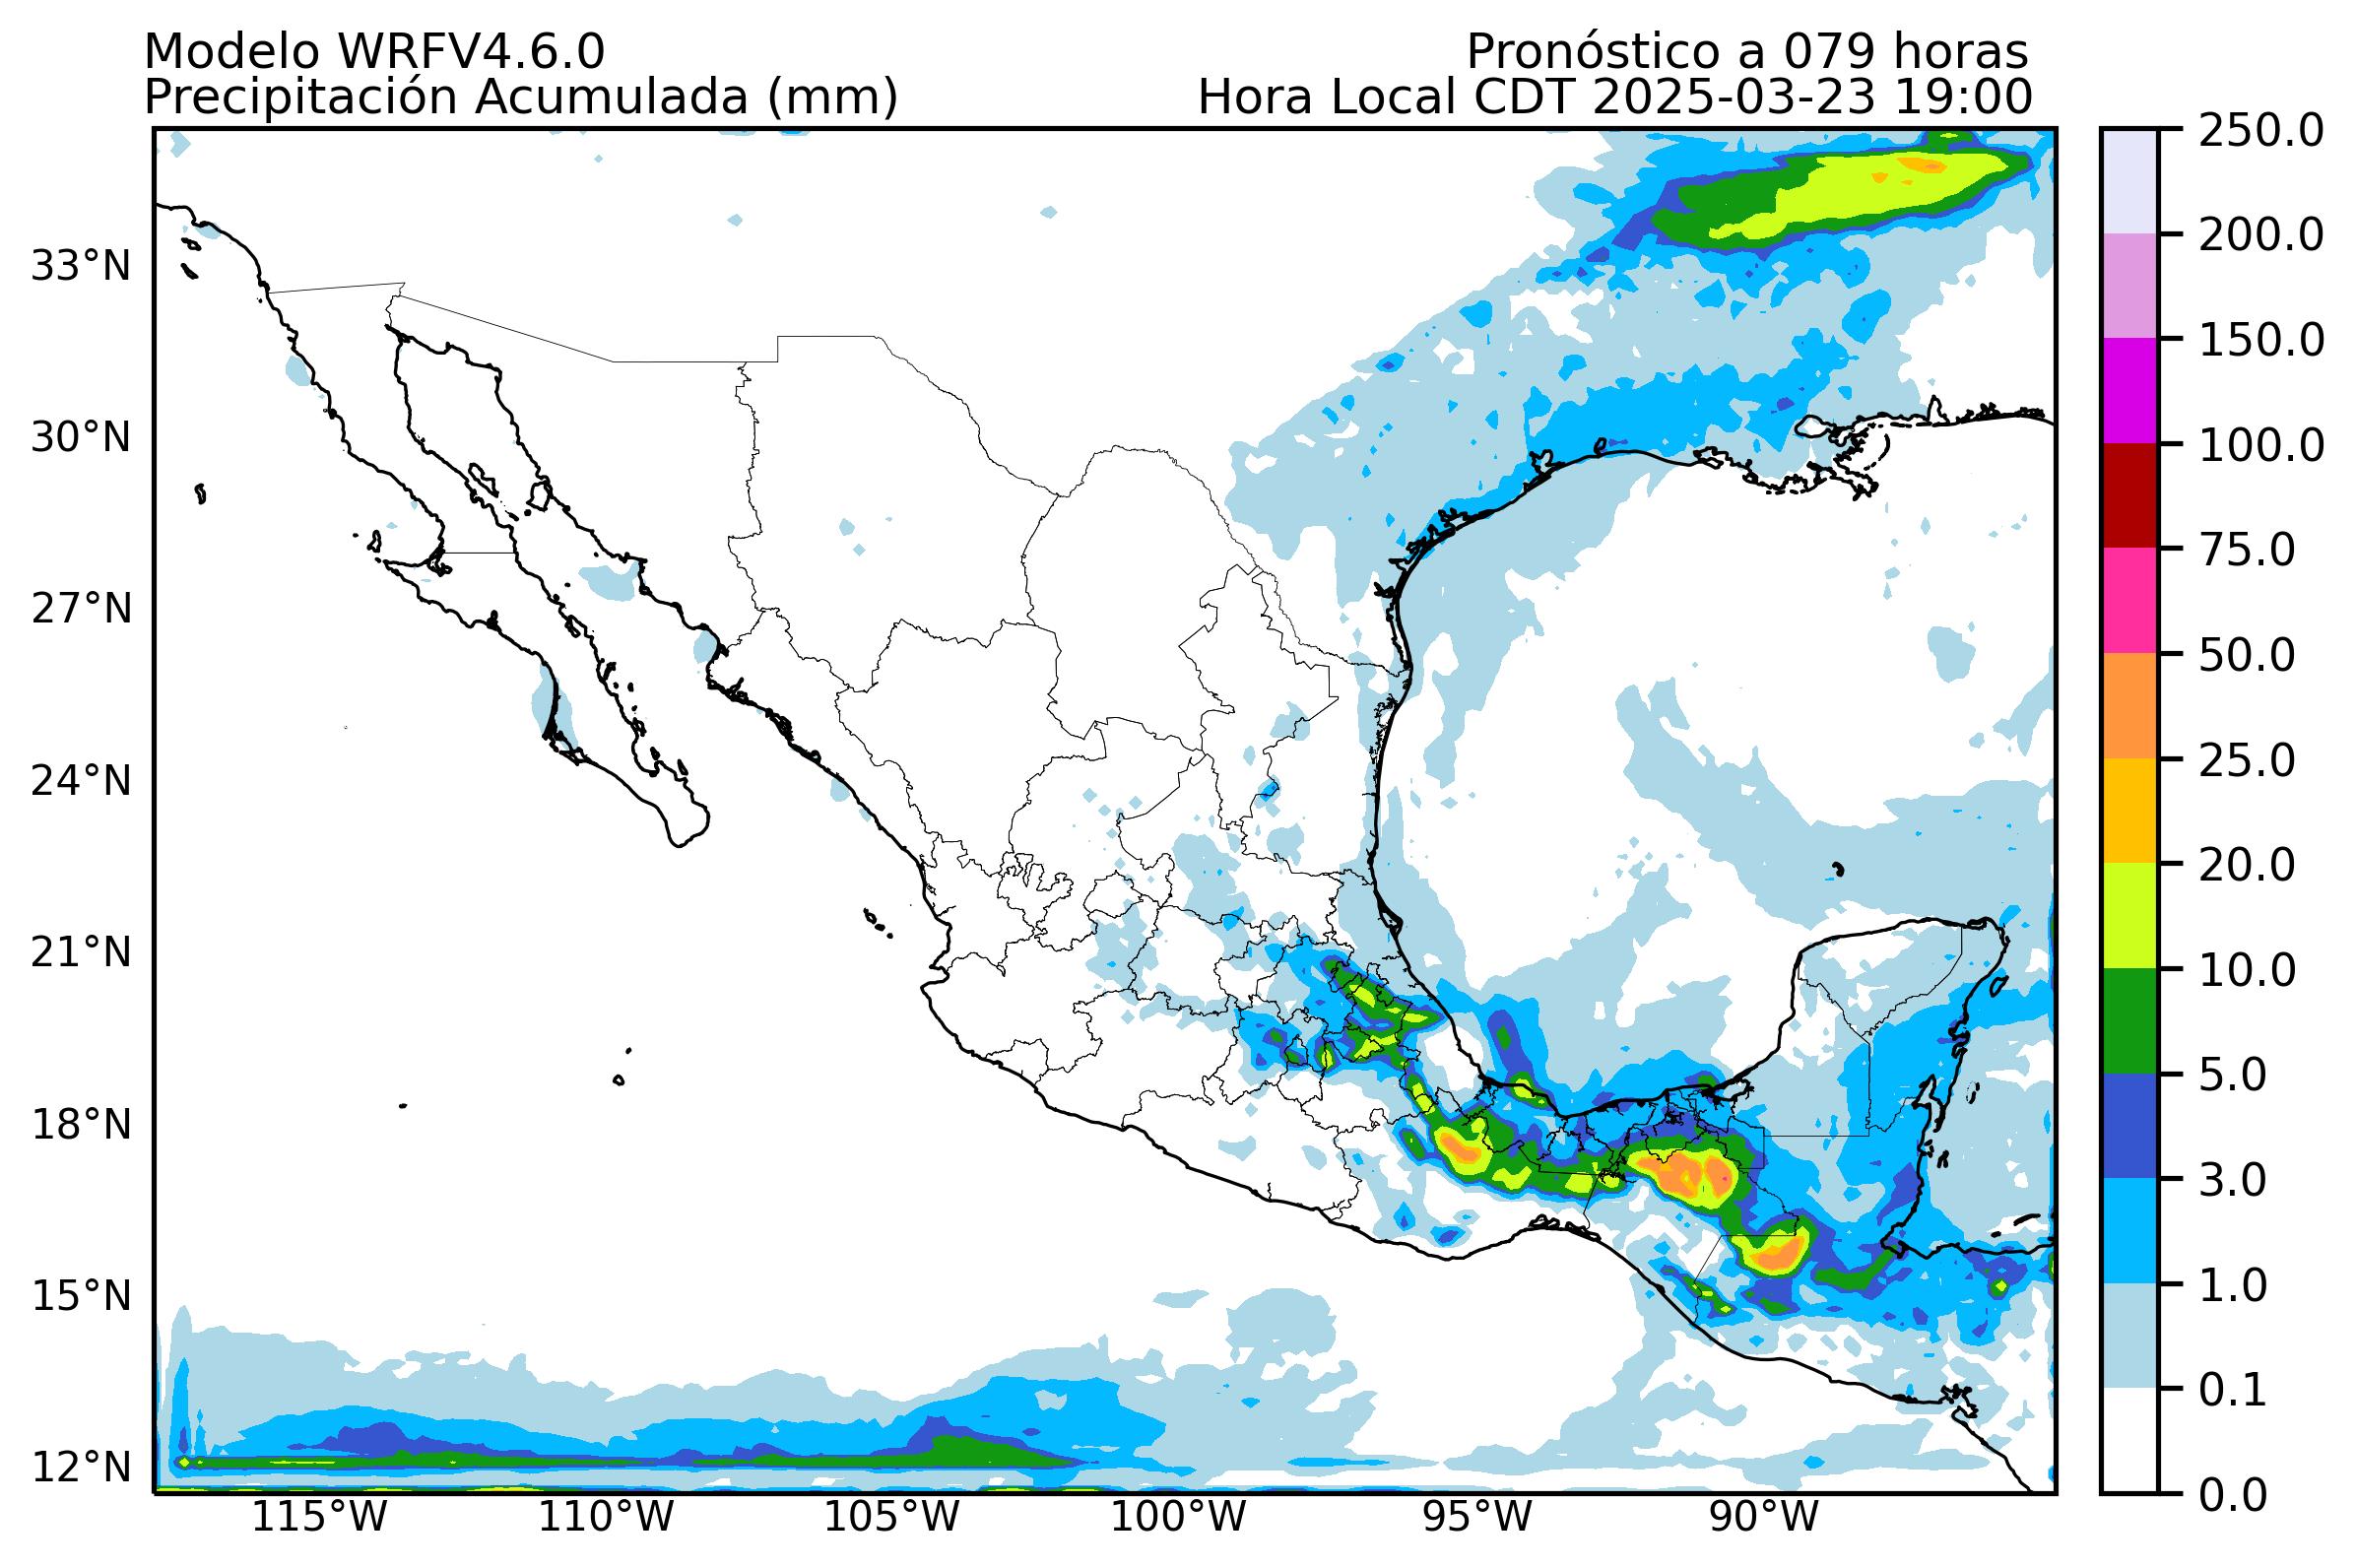 Modelo WRFV4.6.0
Pronóstico a 079 horas
Precipitación Acumulada (mm)
Hora Local CDT 2025-03-23 19:00
33°N
30°N
27°N
24°N
21°N
18°N
15°N
12°N
115°W
110°W
105°W
100°W
95°W
90°W
250.0
200.0
150.0
100.0
75.0
50.0
25.0
20.0
10.0
5.0
3.0
1.0
0.1
0.0